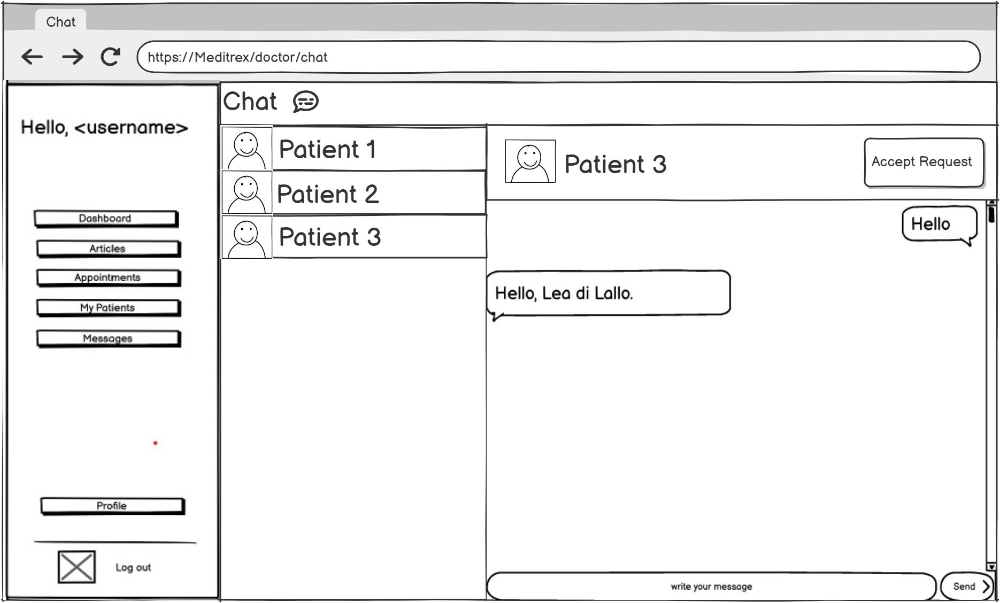 Chat
https://Meditrex/doctor/chat
Hello, <username>
Dashboard
Articles
Appointments
My Patients
Messages
Profile
Log out
Chat
Patient 1
Patient 2
Patient 3
Patient 3
Accept Request
Hello
Hello, Lea di Lallo.
write your message
Send